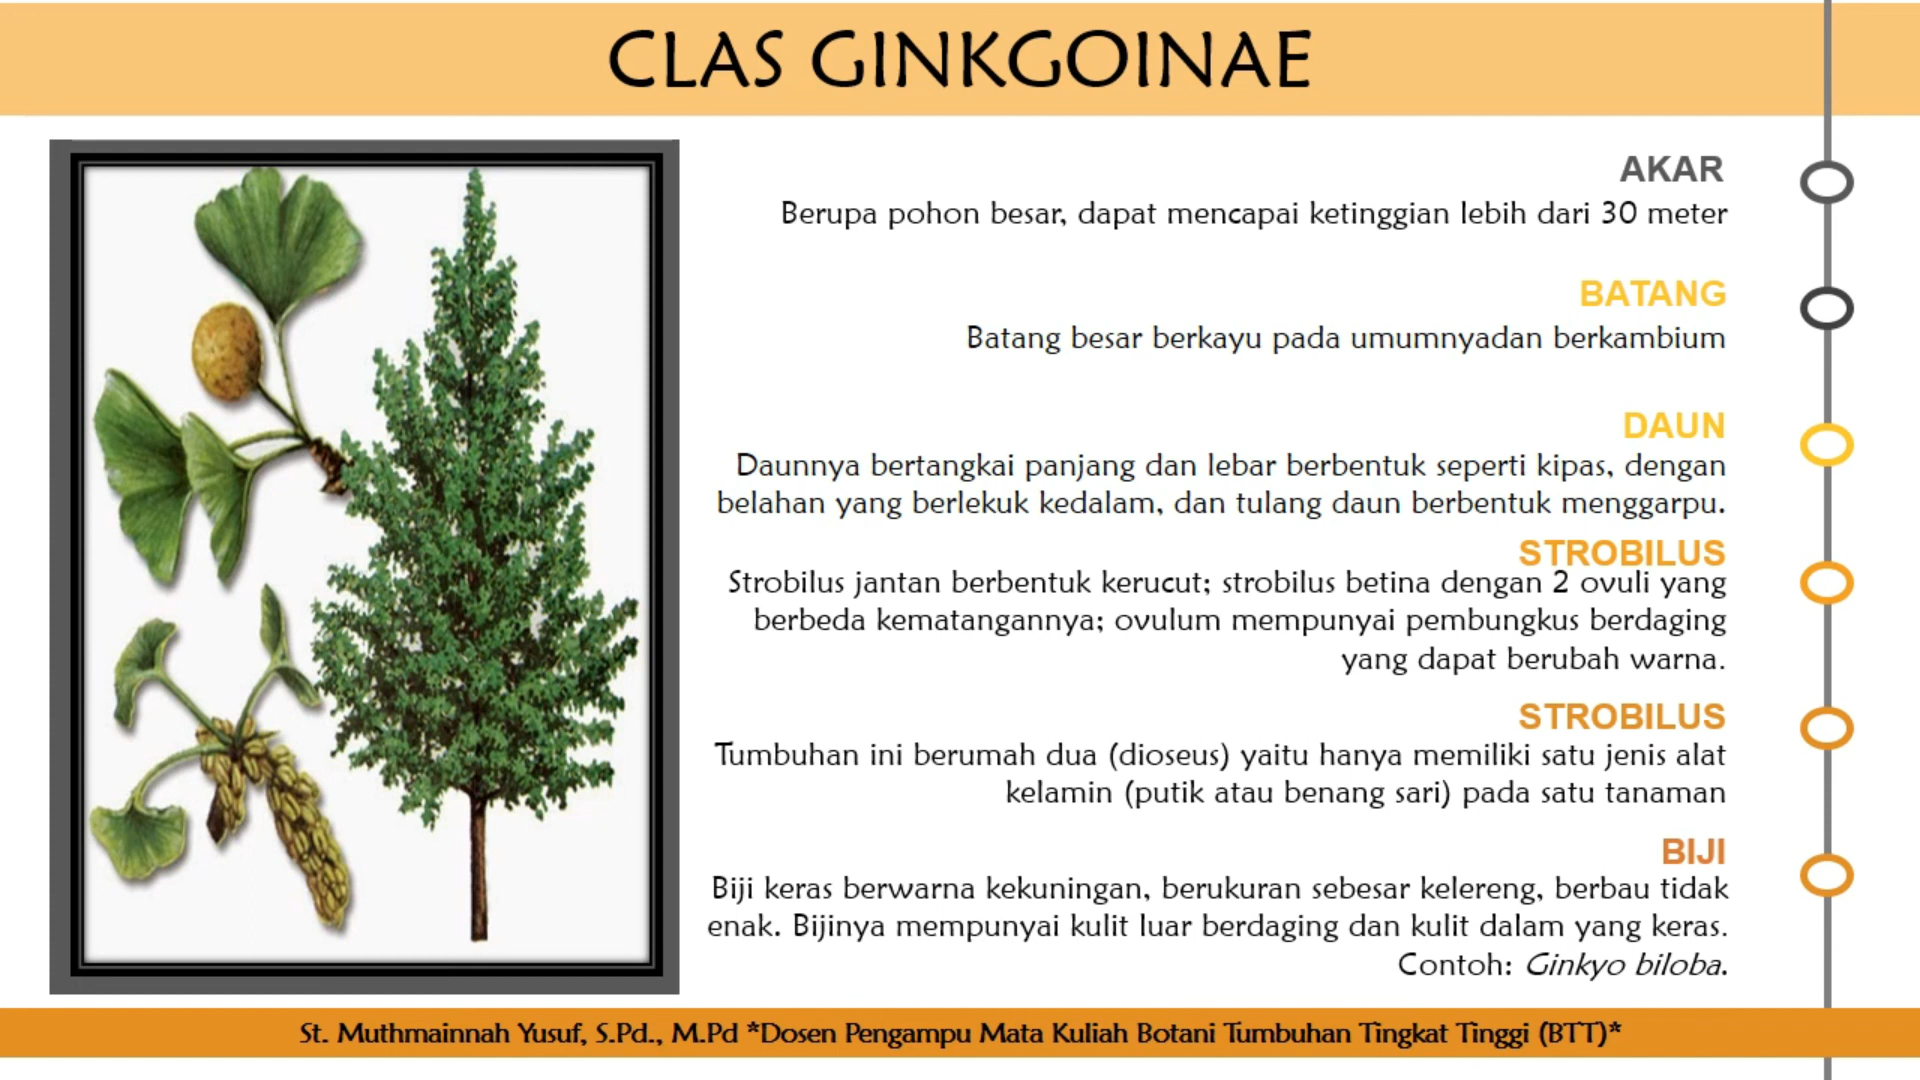 CLAS GINKGOINAE
AKAR
Berupa pohon besar, dapat mencapai ketinggian lebih dari 30 meter
BATANG
Batang besar berkayu pada umumnyadan berkambium
DAUN
Daunnya bertangkai panjang dan lebar berbentuk seperti kipas, dengan
belahan yang berlekuk kedalam, dan tulang daun berbentuk menggarpu.
STROBILUS
Strobilus jantan berbentuk kerucut; strobilus betina dengan 2 ovuli yang
berbeda kematangannya; ovulum mempunyai pembungkus berdaging
yang dapat berubah warna.
STROBILUS
Tumbuhan ini berumah dua (dioseus) yaitu hanya memiliki satu jenis alat
kelamin (putik atau benang sari) pada satu tanaman
BIJI
Biji keras berwarna kekuningan, berukuran sebesar kelereng, berbau tidak
enak. Bijinya mempunyai kulit luar berdaging dan kulit dalam yang keras.
Contoh: Ginkyo biloba.
St. Muthmainnah Yusuf, S.Pd., M.Pd *Dosen Pengampu Mata Kuliah Botani Tumbuhan Tingkat Tinggi (BTT)*